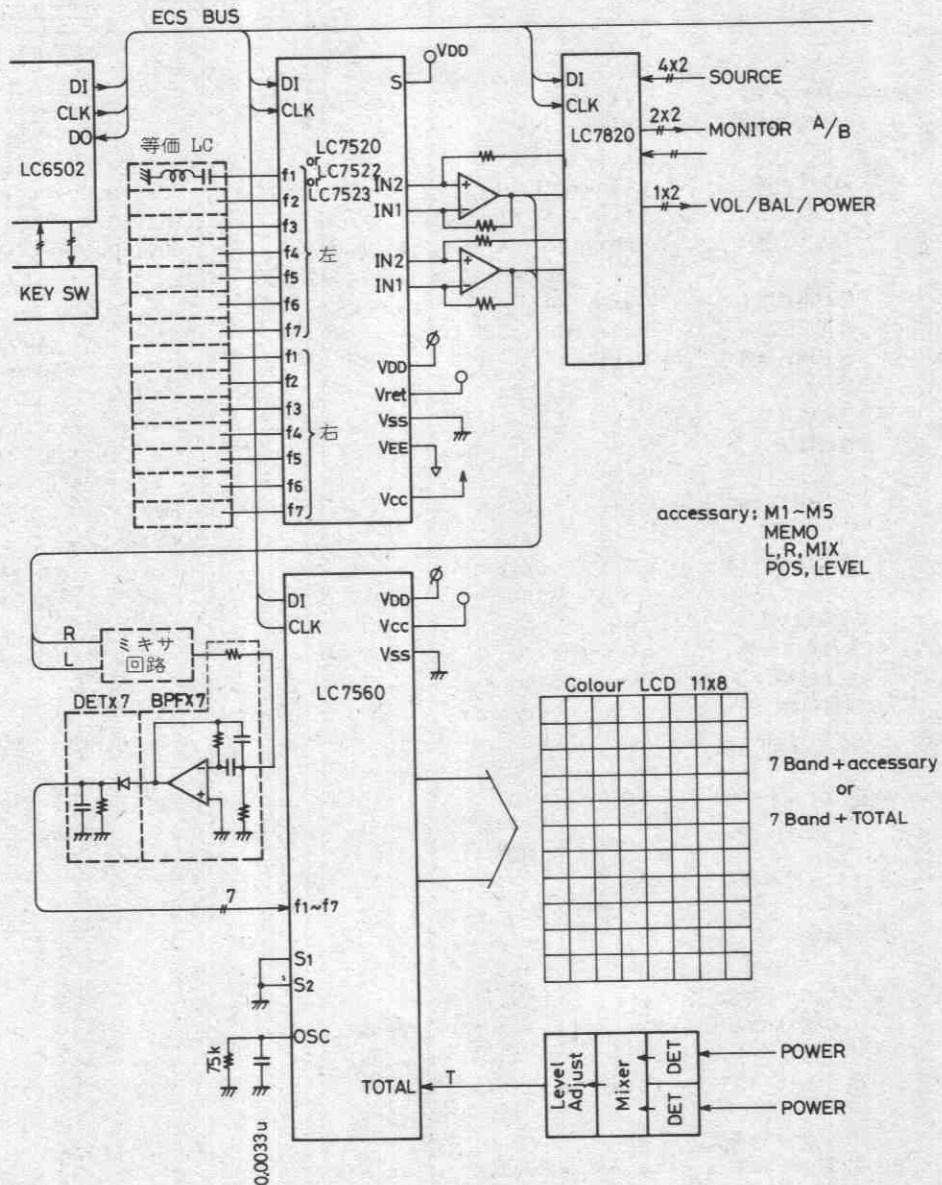 ECS BUS
DI
CLK
DO
LC6502
KEY SW
等価 LC
DI
CLK
S
VDD
LC7520
or
LC7522
or
LC7523
f1
f2
f3
f4
f5
f6
f7
左
f1
f2
f3
f4
f5
f6
f7
右
IN2
IN1
IN2
IN1
VDD
Vref
VSS
VEE
VCC
DI
CLK
LC7820
4x2
SOURCE
2x2
MONITOR A/B
1x2
VOL/BAL/POWER
accessary; M1~M5
MEMO
L,R,MIX
POS, LEVEL
R
L
ミキサ
回路
DETx7
BPFx7
7
DI
CLK
VDD
Vcc
VSS
LC7560
f1~f7
S1
S2
OSC
75k
0.0033u
TOTAL
T
Colour LCD 11x8
7 Band + accessary
or
7 Band + TOTAL
Level
Adjust
Mixer
DET
DET
POWER
POWER